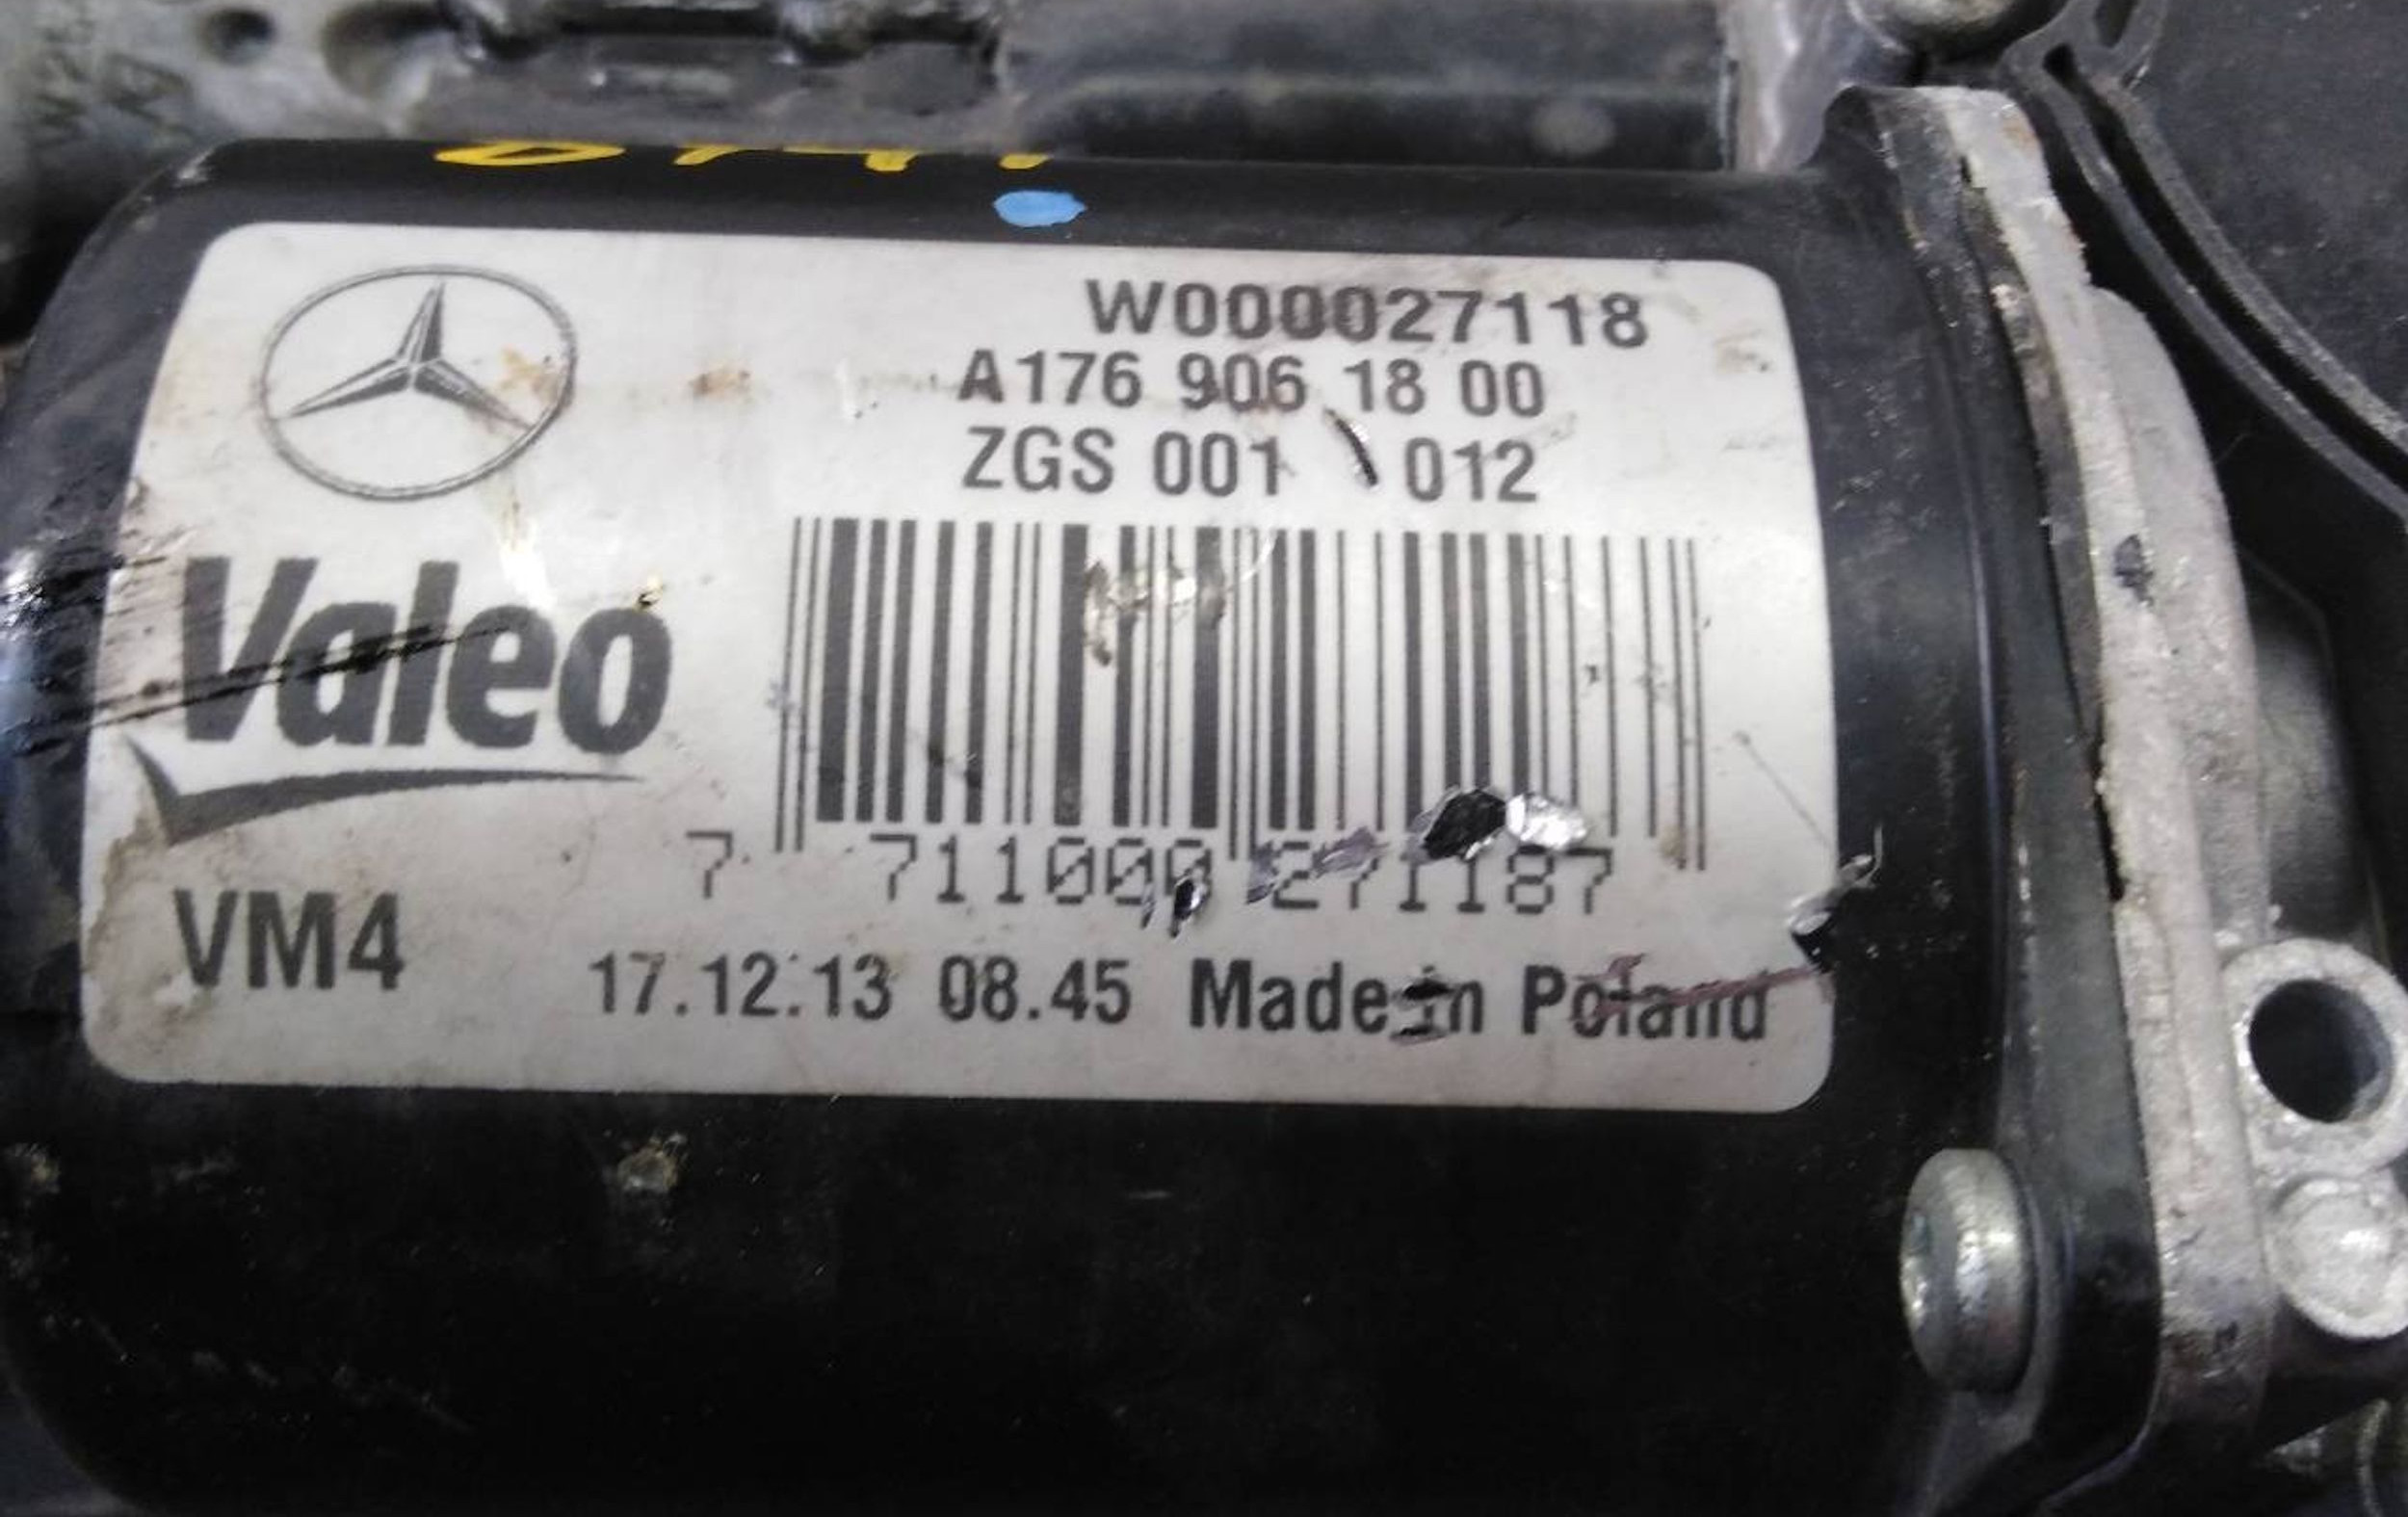 W000027118
A176 906 18 00
ZGS 001 012
Valeo
7 711000 271187
VM4
17.12.13 08.45 Made in Poland